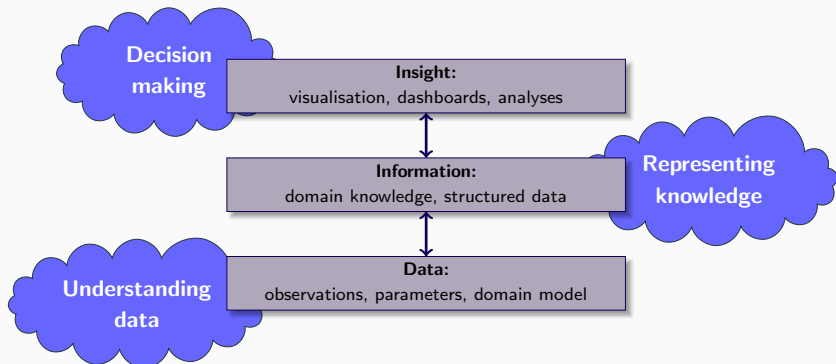 Decision
making
Insight:
visualisation, dashboards, analyses
Information:
domain knowledge, structured data
Representing
knowledge
Understanding
data
Data:
observations, parameters, domain model